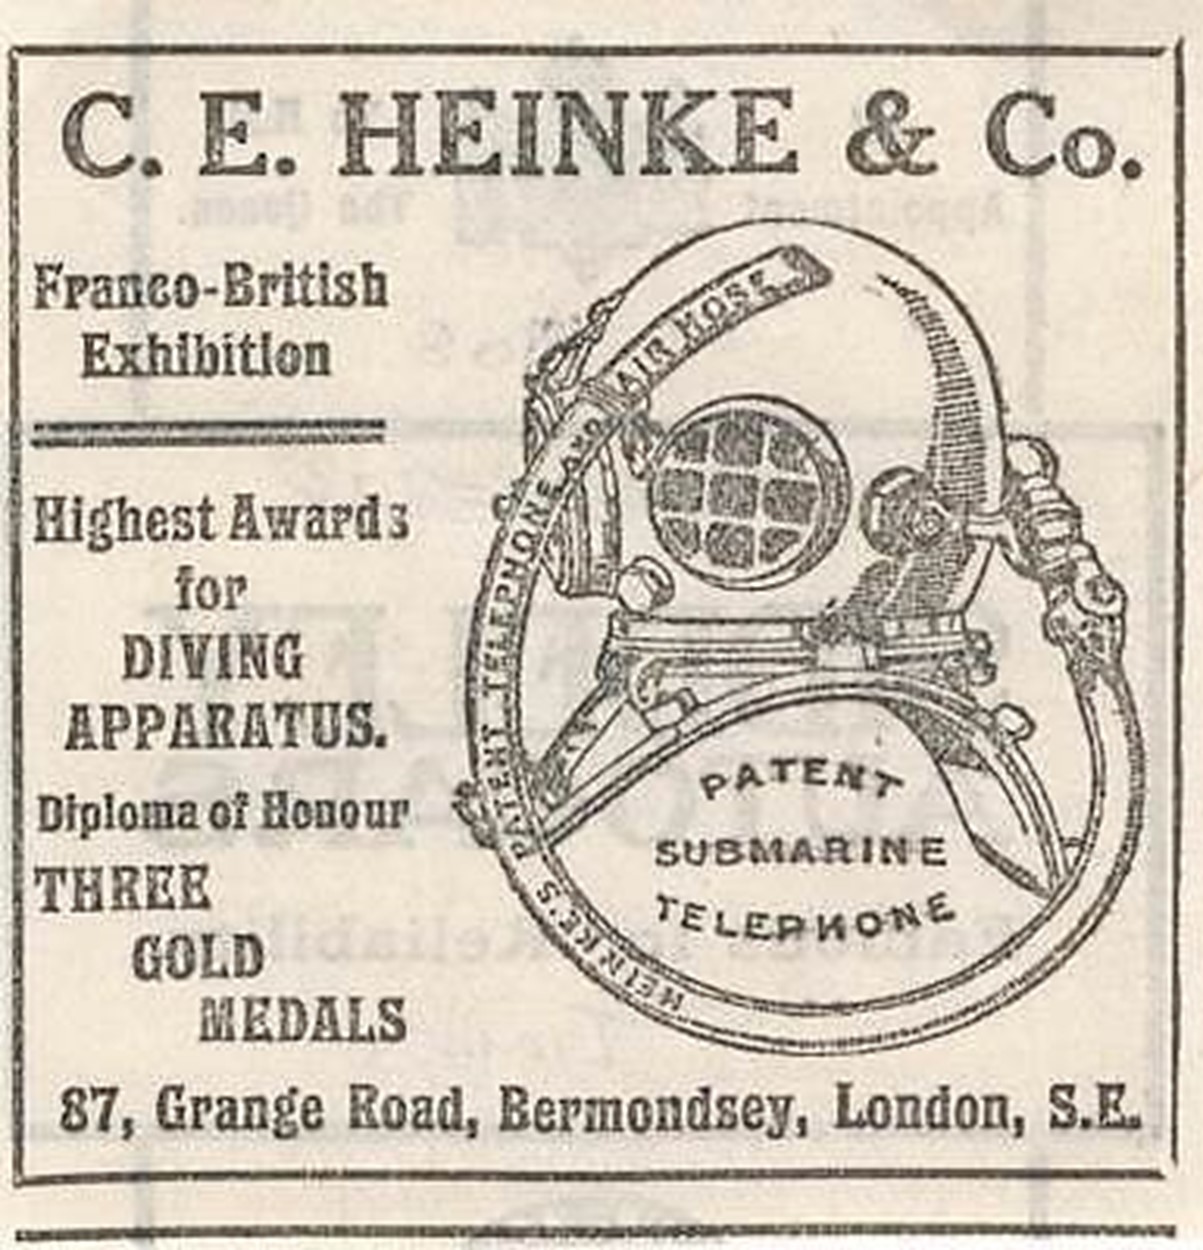 C. E. HEINKE & Co.
Franco-British
Exhibition
Highest Awards
for
DIVING
APPARATUS.
Diploma of Honour
THREE
GOLD
MEDALS
HEINKE'S PATENT TELEPHONE AND AIR HOSE
PATENT
SUBMARINE
TELEPHONE
87, Grange Road, Bermondsey, London, S.E.